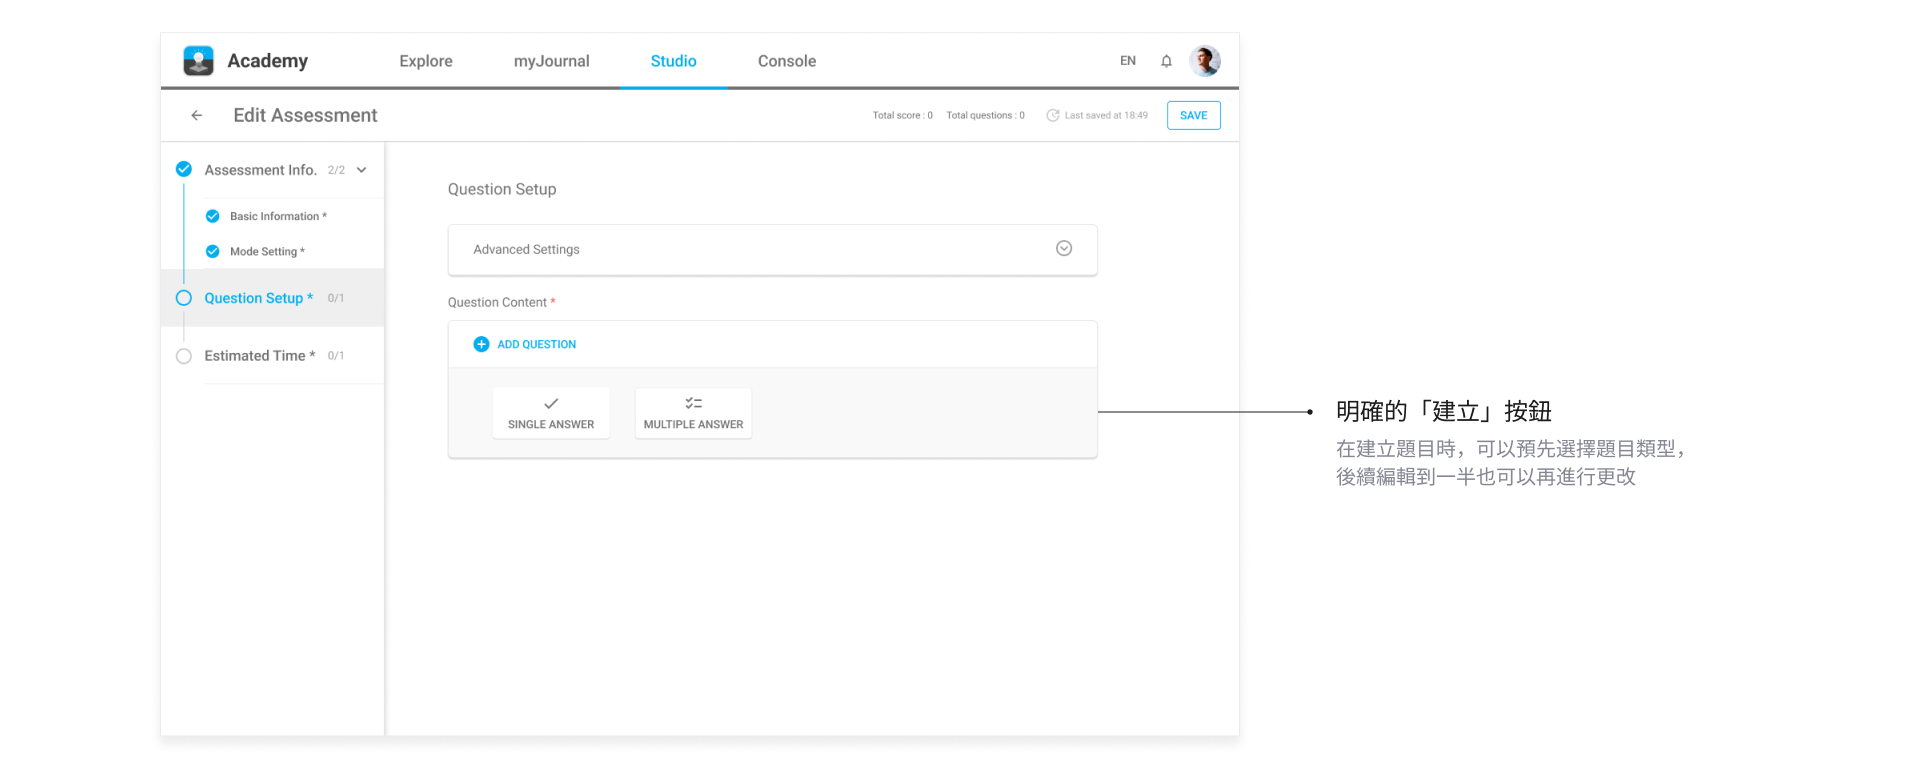 Academy
Explore
myJournal
Studio
Console
EN
Edit Assessment
Total score : 0
Total questions : 0
Last saved at 18:49
SAVE
Assessment Info. 2/2
Basic Information *
Mode Setting *
Question Setup * 0/1
Estimated Time * 0/1
Question Setup
Advanced Settings
Question Content *
ADD QUESTION
SINGLE ANSWER
MULTIPLE ANSWER
明確的「建立」按鈕
在建立題目時，可以預先選擇題目類型，
後續編輯到一半也可以再進行更改